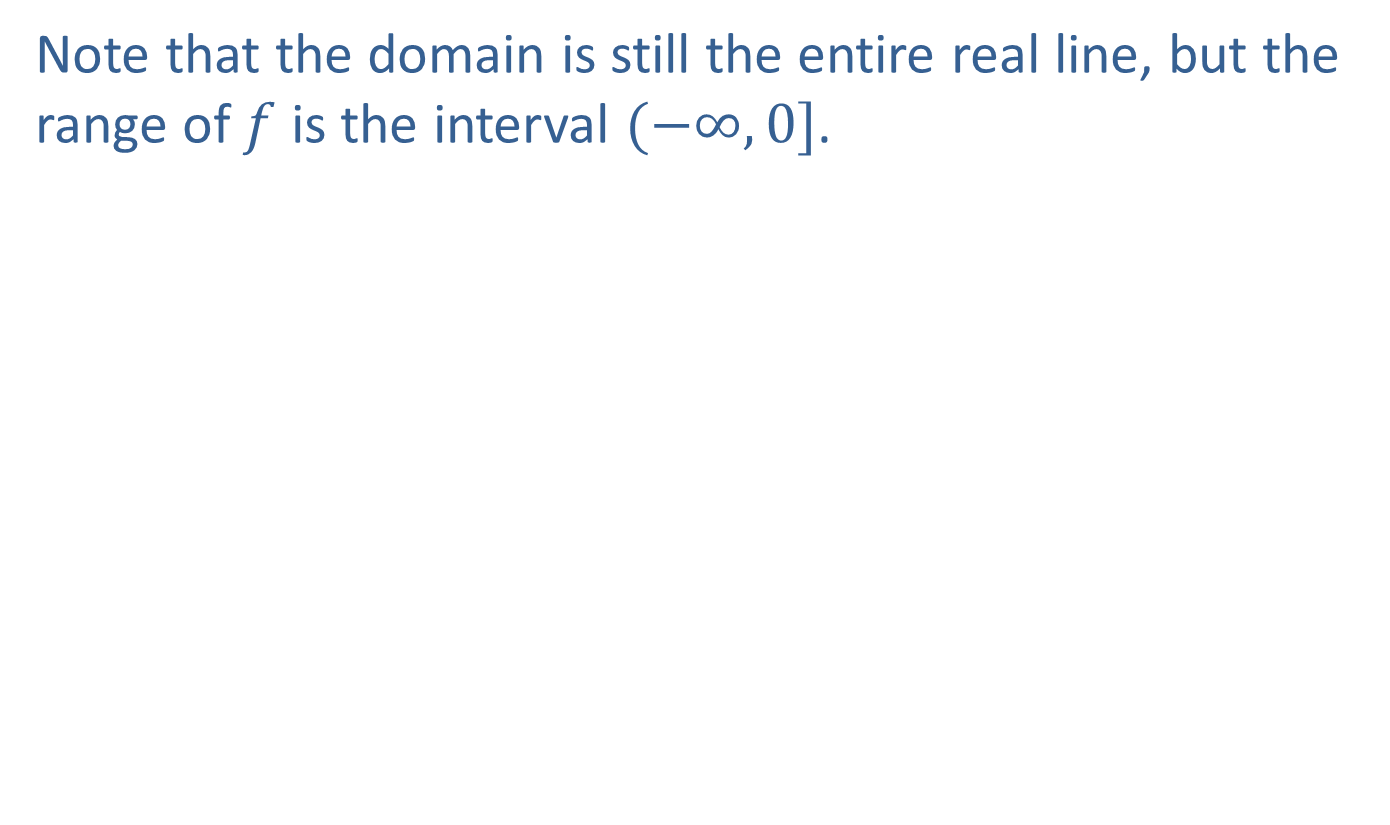 Note that the domain is still the entire real line, but the
range of f is the interval (−∞, 0].